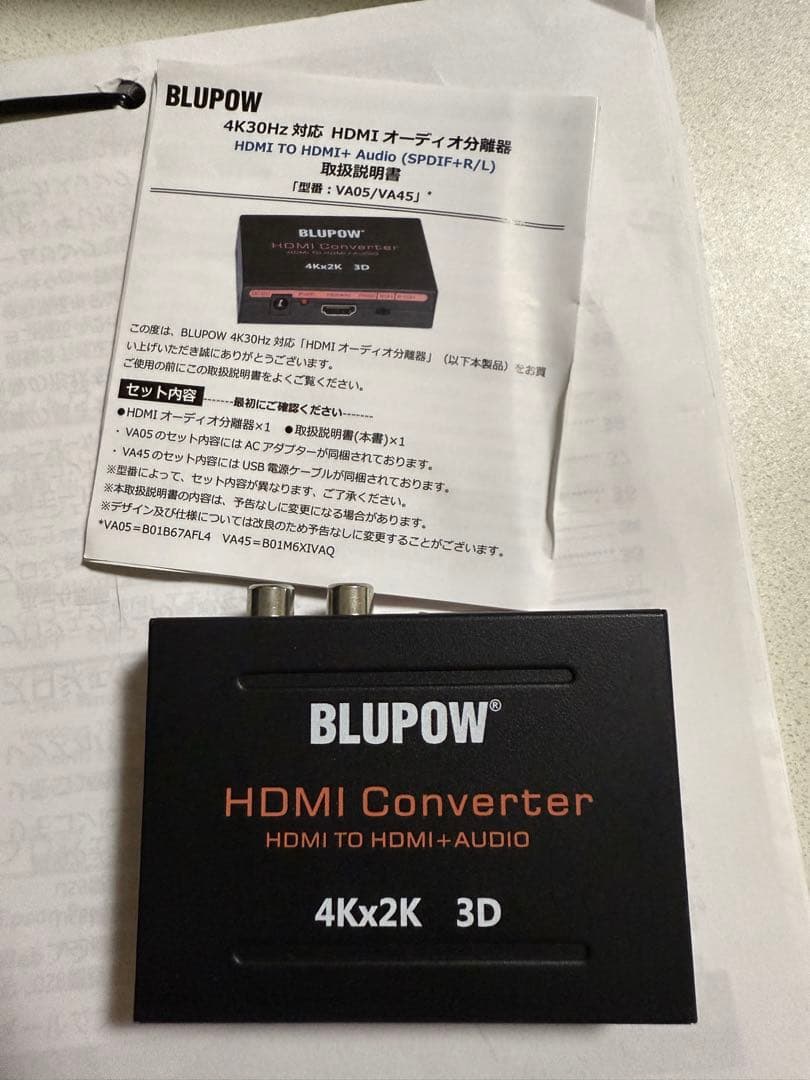 BLUPOW
4K30Hz 対応 HDMI オーディオ分離器
HDMI TO HDMI+ Audio (SPDIF+R/L)
取扱説明書
「型番：VA05/VA45」*
BLUPOW
HDMI Converter
HDMI TO HDMI+AUDIO
4Kx2K 3D
この度は、BLUPOW 4K30Hz 対応「HDMI オーディオ分離器」（以下本製品）をお買
い上げいただき誠にありがとうございます。
ご使用の前にこの取扱説明書をよくご覧ください。
セット内容 -------最初にご確認ください-------
●HDMI オーディオ分離器×1 ●取扱説明書(本書)×1
・VA05 のセット内容には AC アダプターが同梱されております。
・VA45 のセット内容には USB 電源ケーブルが同梱されております。
※型番によって、セット内容が異なります、ご了承ください。
※本取扱説明書の内容は、予告なしに変更になる場合があります。
※デザイン及び仕様については改良のため予告なしに変更することがございます。
*VA05＝B01B67AFL4 VA45＝B01M6XIVAQ
BLUPOW®
HDMI Converter
HDMI TO HDMI+AUDIO
4Kx2K 3D